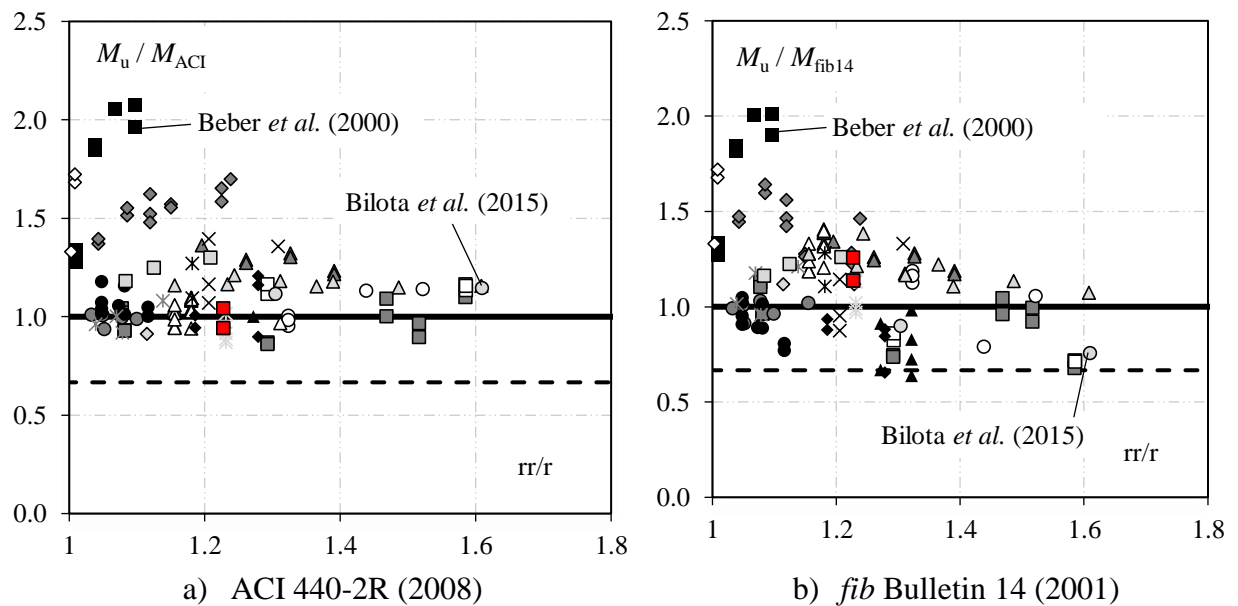 2.5
2.0
1.5
1.0
0.5
0.0
M_u / M_ACI
Beber et al. (2000)
Bilota et al. (2015)
rr/r
1 1.2 1.4 1.6 1.8
a) ACI 440-2R (2008)
2.5
2.0
1.5
1.0
0.5
0.0
M_u / M_fib14
Beber et al. (2000)
Bilota et al. (2015)
rr/r
1 1.2 1.4 1.6 1.8
b) fib Bulletin 14 (2001)